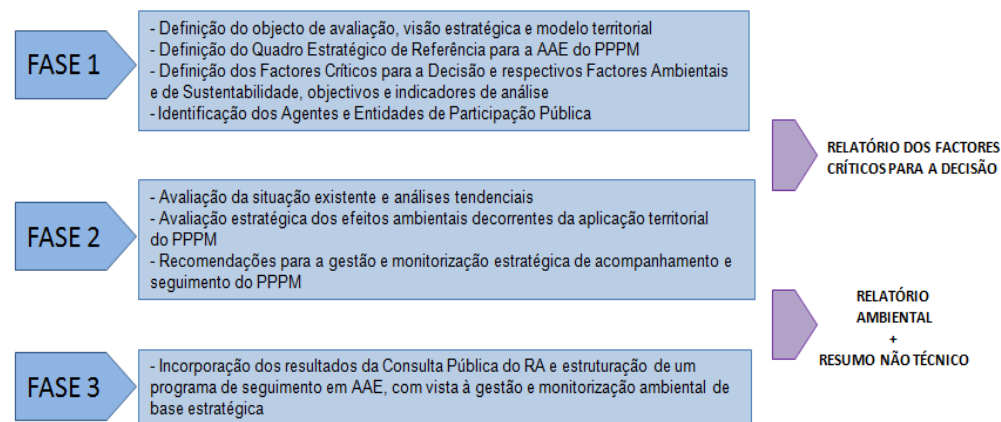 FASE 1
- Definição do objecto de avaliação, visão estratégica e modelo territorial
- Definição do Quadro Estratégico de Referência para a AAE do PPPM
- Definição dos Factores Críticos para a Decisão e respectivos Factores Ambientais
e de Sustentabilidade, objectivos e indicadores de análise
- Identificação dos Agentes e Entidades de Participação Pública
RELATÓRIO DOS FACTORES
CRÍTICOS PARA A DECISÃO
FASE 2
- Avaliação da situação existente e análises tendenciais
- Avaliação estratégica dos efeitos ambientais decorrentes da aplicação territorial
do PPPM
- Recomendações para a gestão e monitorização estratégica de acompanhamento e
seguimento do PPPM
RELATÓRIO
AMBIENTAL
+
RESUMO NÃO TÉCNICO
FASE 3
- Incorporação dos resultados da Consulta Pública do RA e estruturação de um
programa de seguimento em AAE, com vista à gestão e monitorização ambiental de
base estratégica